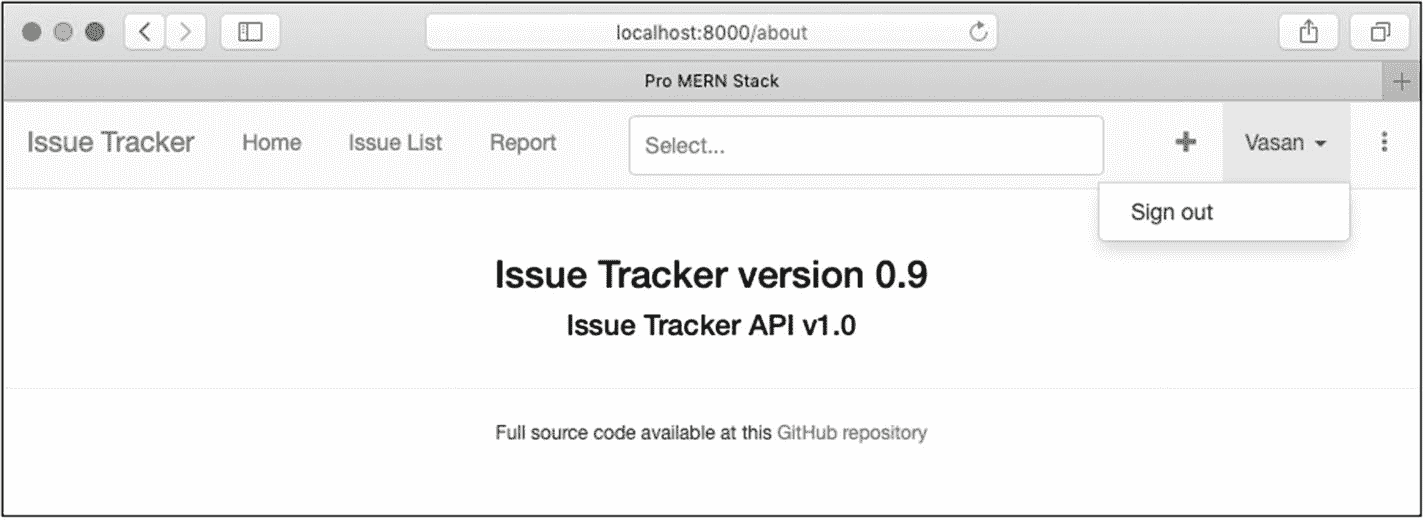 localhost:8000/about
Pro MERN Stack
Issue Tracker Home Issue List Report Select... Vasan
Sign out
Issue Tracker version 0.9
Issue Tracker API v1.0
Full source code available at this GitHub repository